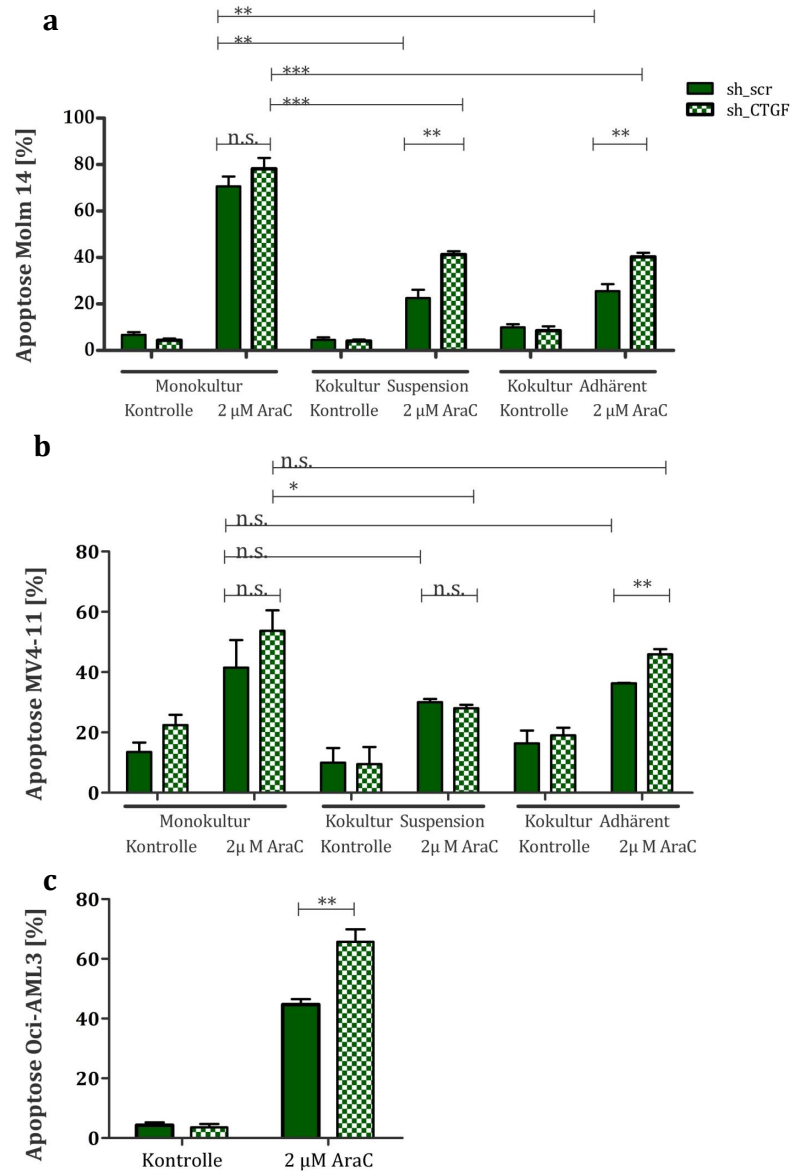 a
**
**
***
***
sh_scr
sh_CTGF
n.s.
**
**
Apoptose Molm 14 [%]
100
80
60
40
20
0
Monokultur
Kokultur Suspension
Kokultur Adhärent
Kontrolle
2 µM AraC
Kontrolle
2 µM AraC
Kontrolle
2 µM AraC
b
n.s.
*
n.s.
n.s.
n.s.
n.s.
**
Apoptose MV4-11 [%]
80
60
40
20
0
Monokultur
Kokultur Suspension
Kokultur Adhärent
Kontrolle
2µ M AraC
Kontrolle
2µ M AraC
Kontrolle
2µ M AraC
c
**
Apoptose Oci-AML3 [%]
80
60
40
20
0
Kontrolle
2 µM AraC